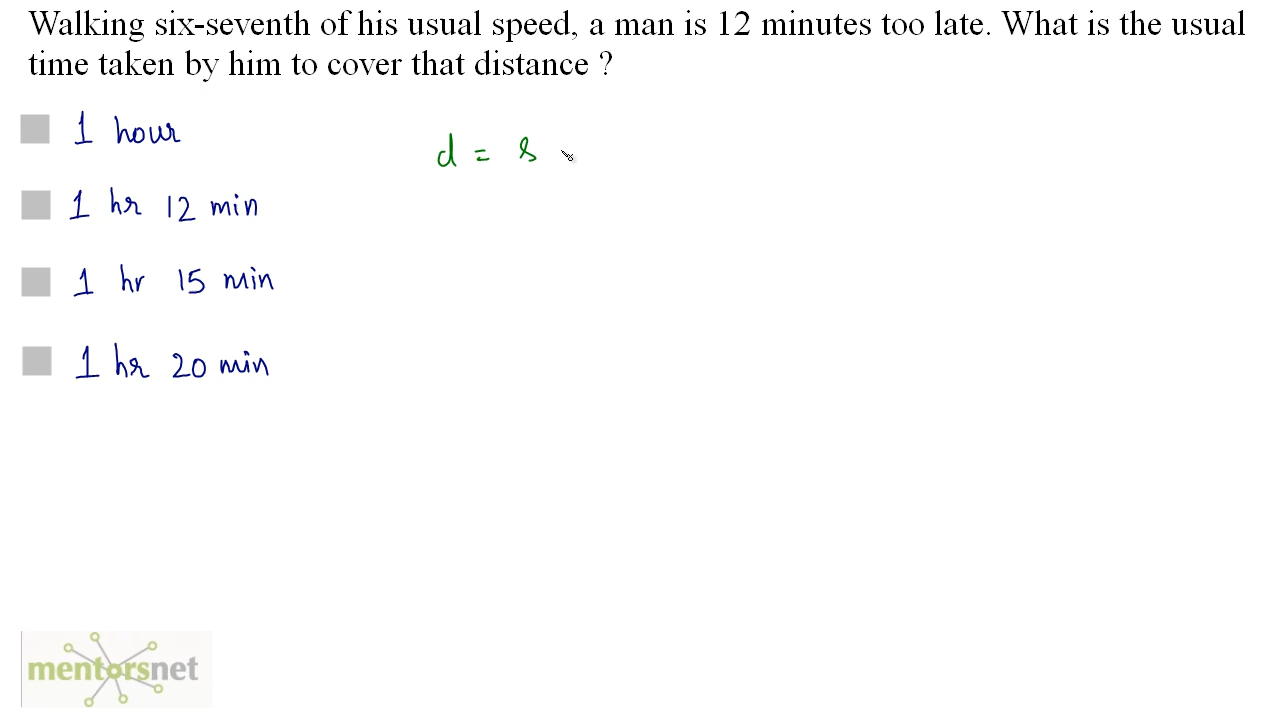 Walking six-seventh of his usual speed, a man is 12 minutes too late. What is the usual
time taken by him to cover that distance ?
1 hour
d = s
1 hr 12 min
1 hr 15 min
1 hr 20 min
mentorsnet